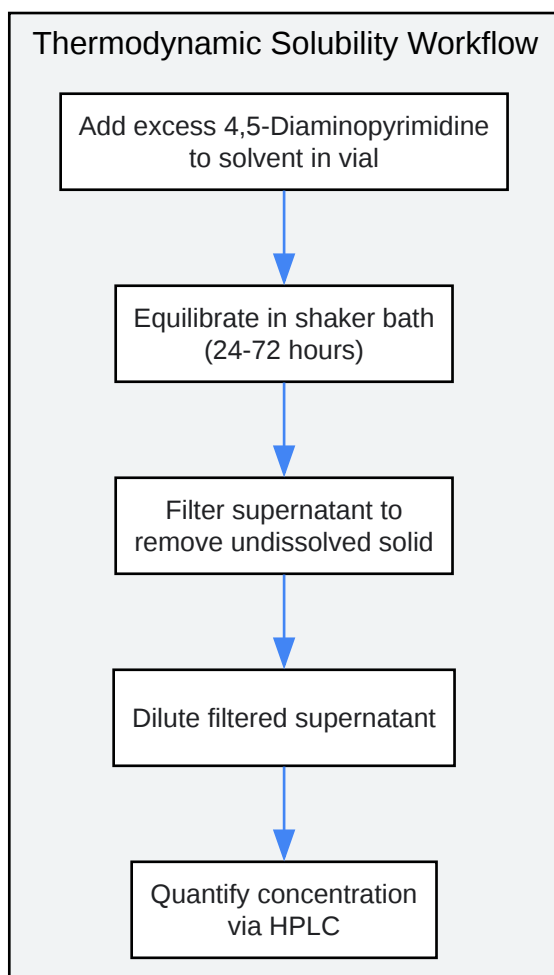 Thermodynamic Solubility Workflow
Add excess 4,5-Diaminopyrimidine
to solvent in vial
Equilibrate in shaker bath
(24-72 hours)
Filter supernatant to
remove undissolved solid
Dilute filtered supernatant
Quantify concentration
via HPLC